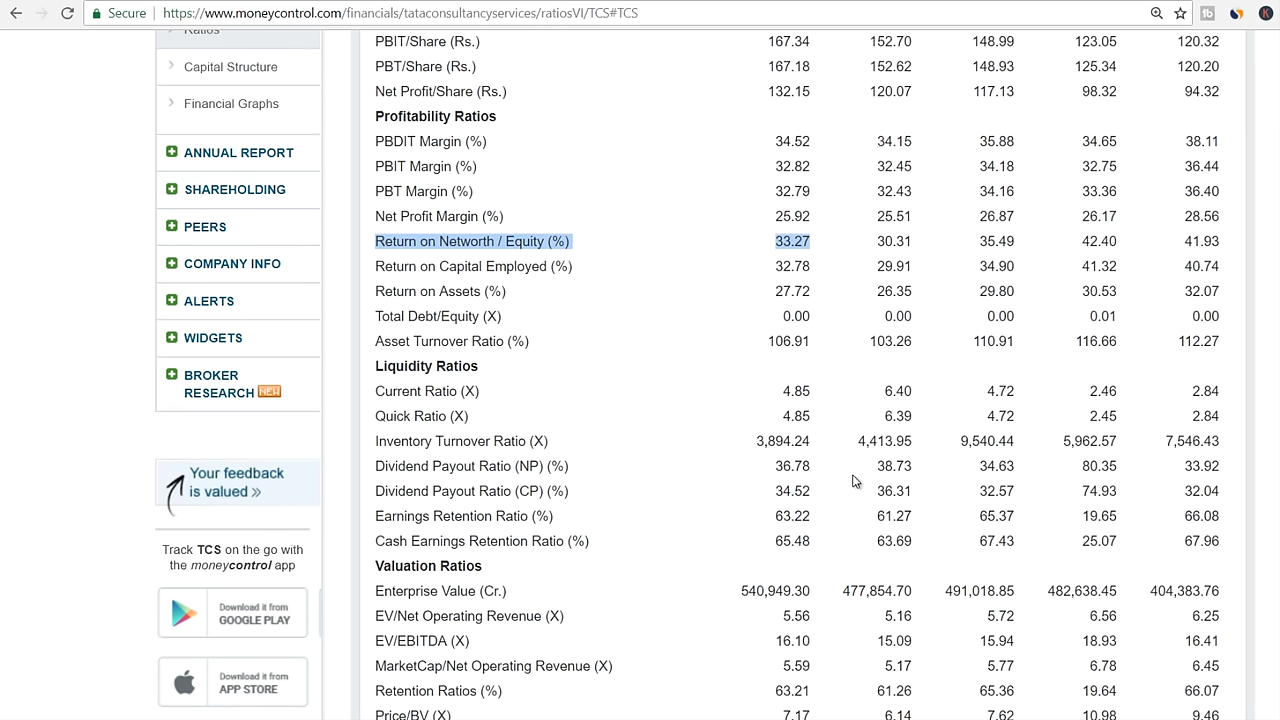 Secure
https://www.moneycontrol.com/financials/tataconsultancyservices/ratiosVI/TCS#TCS
Ratios
Capital Structure
Financial Graphs
ANNUAL REPORT
SHAREHOLDING
PEERS
COMPANY INFO
ALERTS
WIDGETS
BROKER
RESEARCH NEW
Your feedback
is valued »
Track TCS on the go with
the moneycontrol app
Download it from
GOOGLE PLAY
Download it from
APP STORE
PBIT/Share (Rs.) 167.34 152.70 148.99 123.05 120.32
PBT/Share (Rs.) 167.18 152.62 148.93 125.34 120.20
Net Profit/Share (Rs.) 132.15 120.07 117.13 98.32 94.32
Profitability Ratios
PBDIT Margin (%) 34.52 34.15 35.88 34.65 38.11
PBIT Margin (%) 32.82 32.45 34.18 32.75 36.44
PBT Margin (%) 32.79 32.43 34.16 33.36 36.40
Net Profit Margin (%) 25.92 25.51 26.87 26.17 28.56
Return on Networth / Equity (%) 33.27 30.31 35.49 42.40 41.93
Return on Capital Employed (%) 32.78 29.91 34.90 41.32 40.74
Return on Assets (%) 27.72 26.35 29.80 30.53 32.07
Total Debt/Equity (X) 0.00 0.00 0.00 0.01 0.00
Asset Turnover Ratio (%) 106.91 103.26 110.91 116.66 112.27
Liquidity Ratios
Current Ratio (X) 4.85 6.40 4.72 2.46 2.84
Quick Ratio (X) 4.85 6.39 4.72 2.45 2.84
Inventory Turnover Ratio (X) 3,894.24 4,413.95 9,540.44 5,962.57 7,546.43
Dividend Payout Ratio (NP) (%) 36.78 38.73 34.63 80.35 33.92
Dividend Payout Ratio (CP) (%) 34.52 36.31 32.57 74.93 32.04
Earnings Retention Ratio (%) 63.22 61.27 65.37 19.65 66.08
Cash Earnings Retention Ratio (%) 65.48 63.69 67.43 25.07 67.96
Valuation Ratios
Enterprise Value (Cr.) 540,949.30 477,854.70 491,018.85 482,638.45 404,383.76
EV/Net Operating Revenue (X) 5.56 5.16 5.72 6.56 6.25
EV/EBITDA (X) 16.10 15.09 15.94 18.93 16.41
MarketCap/Net Operating Revenue (X) 5.59 5.17 5.77 6.78 6.45
Retention Ratios (%) 63.21 61.26 65.36 19.64 66.07
Price/BV (X) 7.17 6.14 7.62 10.98 9.46